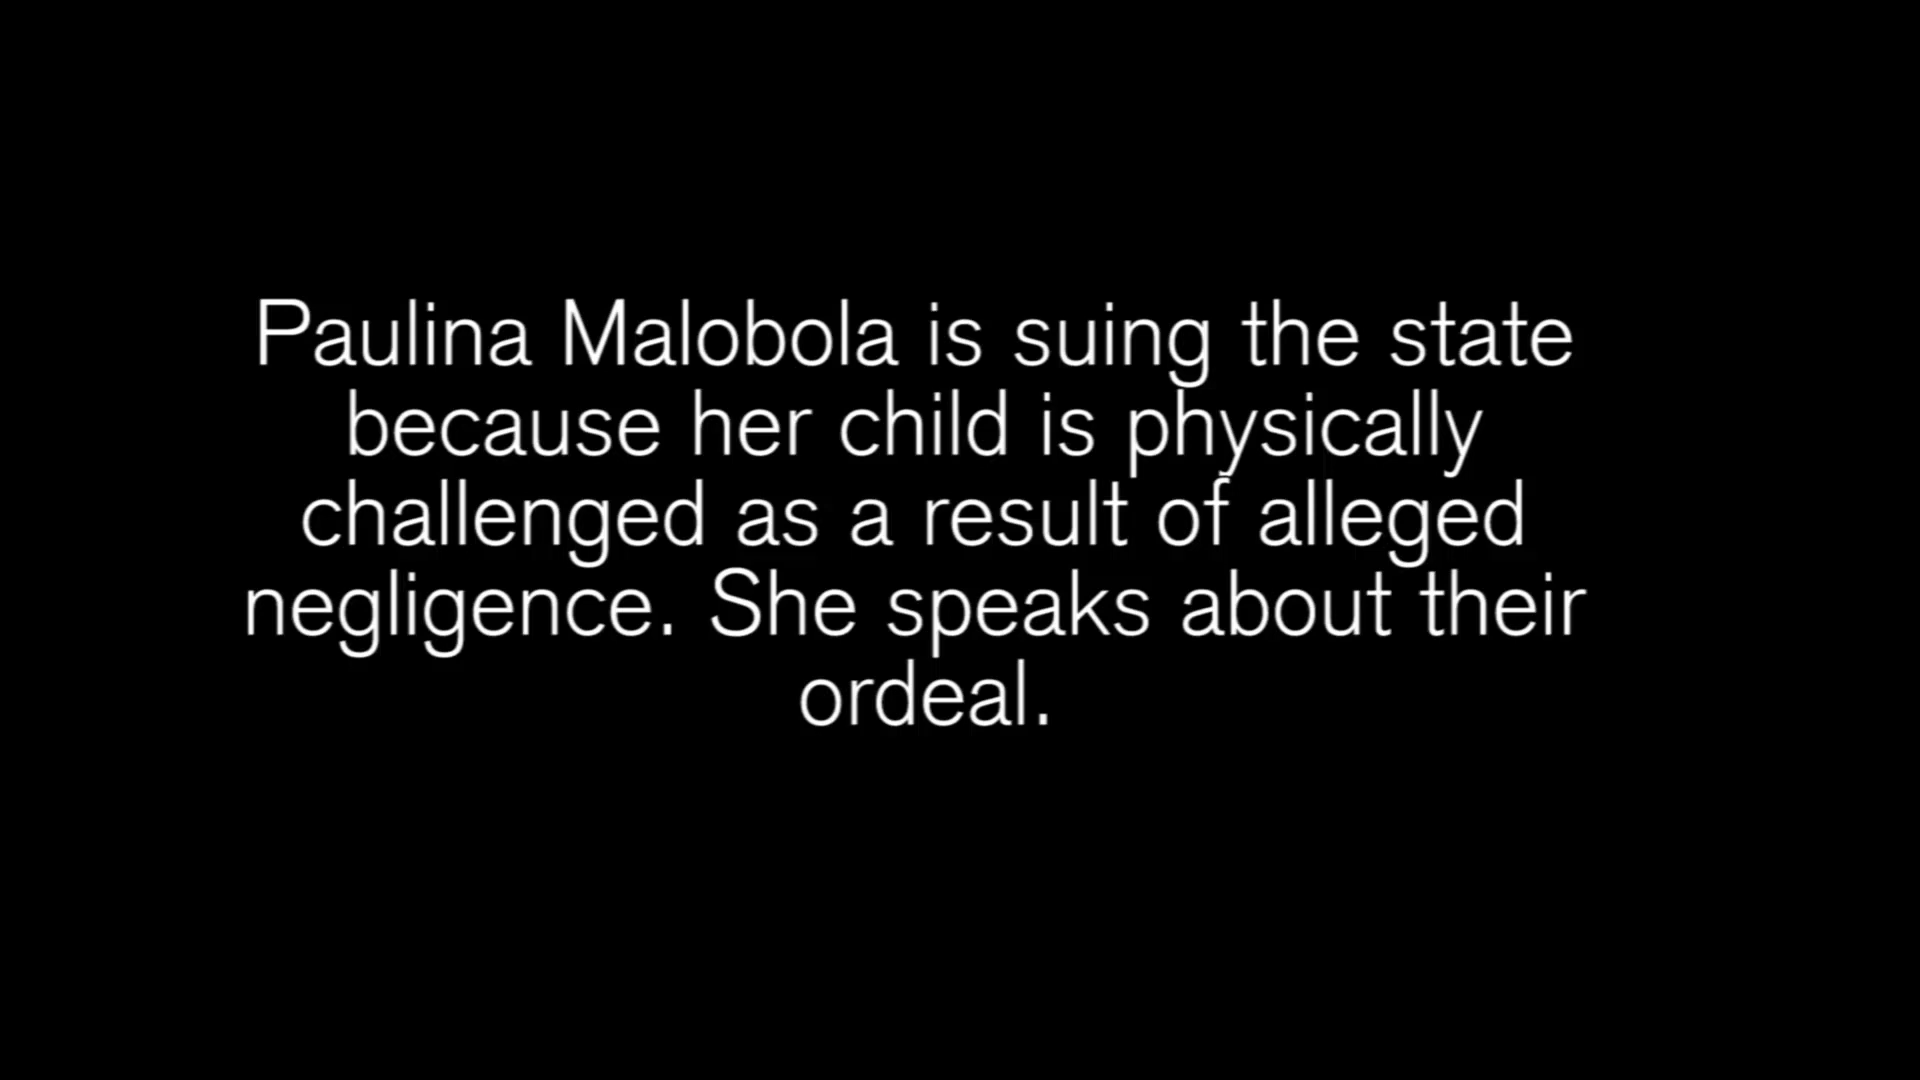 Paulina Malobola is suing the state
because her child is physically
challenged as a result of alleged
negligence. She speaks about their
ordeal.